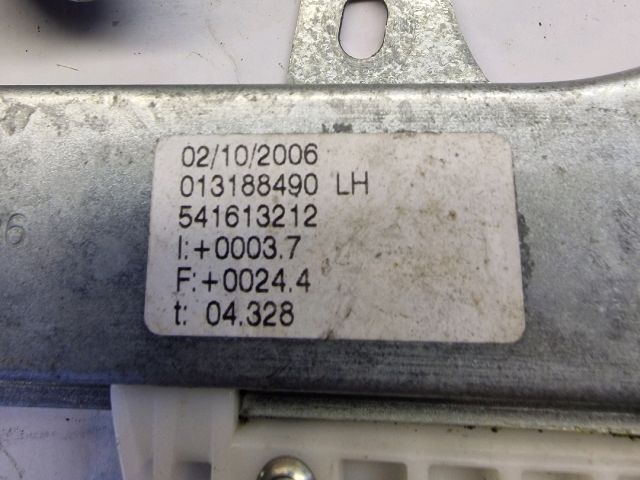 02/10/2006
013188490 LH
541613212
I:+0003.7
F:+0024.4
t: 04.328